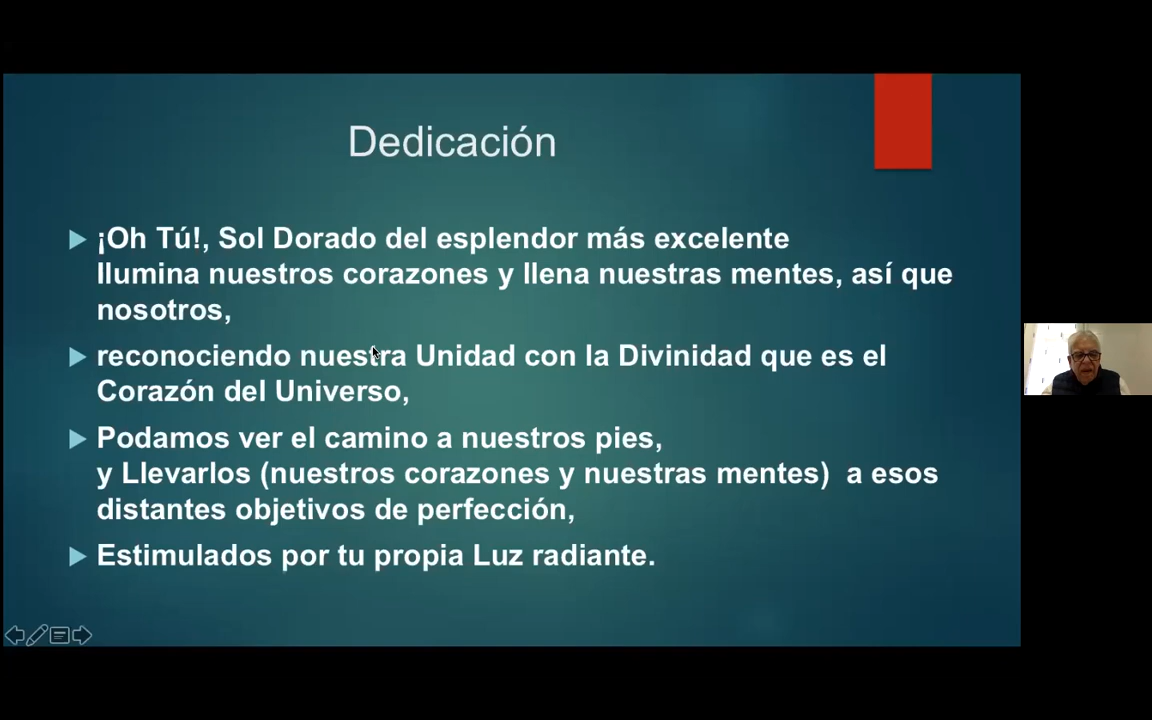 Dedicación
¡Oh Tú!, Sol Dorado del esplendor más excelente
Ilumina nuestros corazones y llena nuestras mentes, así que
nosotros,
reconociendo nuestra Unidad con la Divinidad que es el
Corazón del Universo,
Podamos ver el camino a nuestros pies,
y Llevarlos (nuestros corazones y nuestras mentes)  a esos
distantes objetivos de perfección,
Estimulados por tu propia Luz radiante.